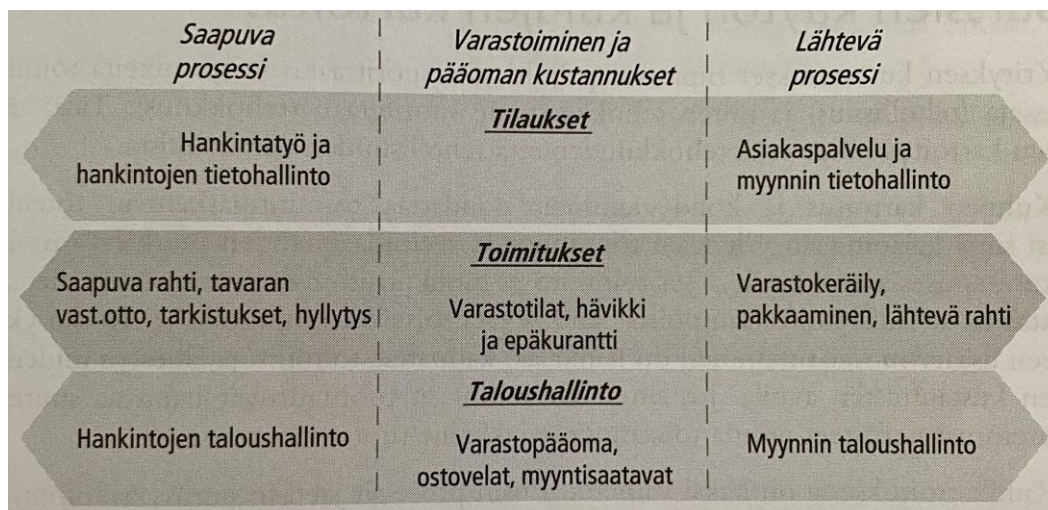 Saapuva
prosessi
Varastoiminen ja
pääoman kustannukset
Lähtevä
prosessi
Tilaukset
Hankintatyö ja
hankintojen tietohallinto
Asiakaspalvelu ja
myynnin tietohallinto
Toimitukset
Saapuva rahti, tavaran
vast.otto, tarkistukset, hyllytys
Varastotilat, hävikki
ja epäkurantti
Varastokeräily,
pakkaaminen, lähtevä rahti
Taloushallinto
Hankintojen taloushallinto
Varastopääoma,
ostovelat, myyntisaatavat
Myynnin taloushallinto